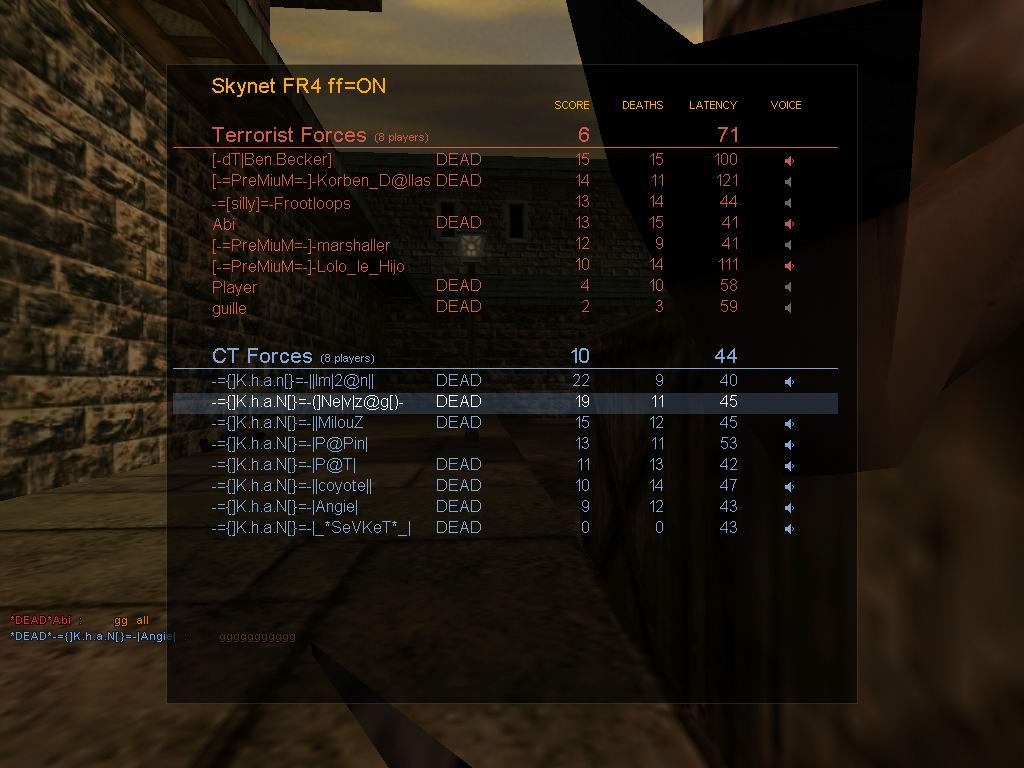 Skynet FR4 ff=ON
SCORE DEATHS LATENCY VOICE
Terrorist Forces (8 players) 6 71
[-dT|Ben.Becker] DEAD 15 15 100
[-=PreMiuM=-]-Korben_D@llas DEAD 14 11 121
-=[silly]=-Frootloops 13 14 44
Abi DEAD 13 15 41
[-=PreMiuM=-]-marshaller 12 9 41
[-=PreMiuM=-]-Lolo_le_Hijo DEAD 10 14 111
Player DEAD 4 10 58
guille DEAD 2 3 59
CT Forces (8 players) 10 44
-={]K.h.a.n[}=-||Im|2@n|| DEAD 22 9 40
-={]K.h.a.N[}=-(]Ne|v|z@g[)- DEAD 19 11 45
-={]K.h.a.N[}=-||MilouZ DEAD 15 12 45
-={]K.h.a.N[}=-|P@Pin| 13 11 53
-={]K.h.a.N[}=-|P@T| DEAD 11 13 42
-={]K.h.a.N[}=-||coyote|| DEAD 10 14 47
-={]K.h.a.N[}=-|Angie| DEAD 9 12 43
-={]K.h.a.N[}=-|_*SeVKeT*_| DEAD 0 0 43
*DEAD*Abi : gg all
*DEAD*-={]K.h.a.N[}=-|Angie| : ggggggggggg